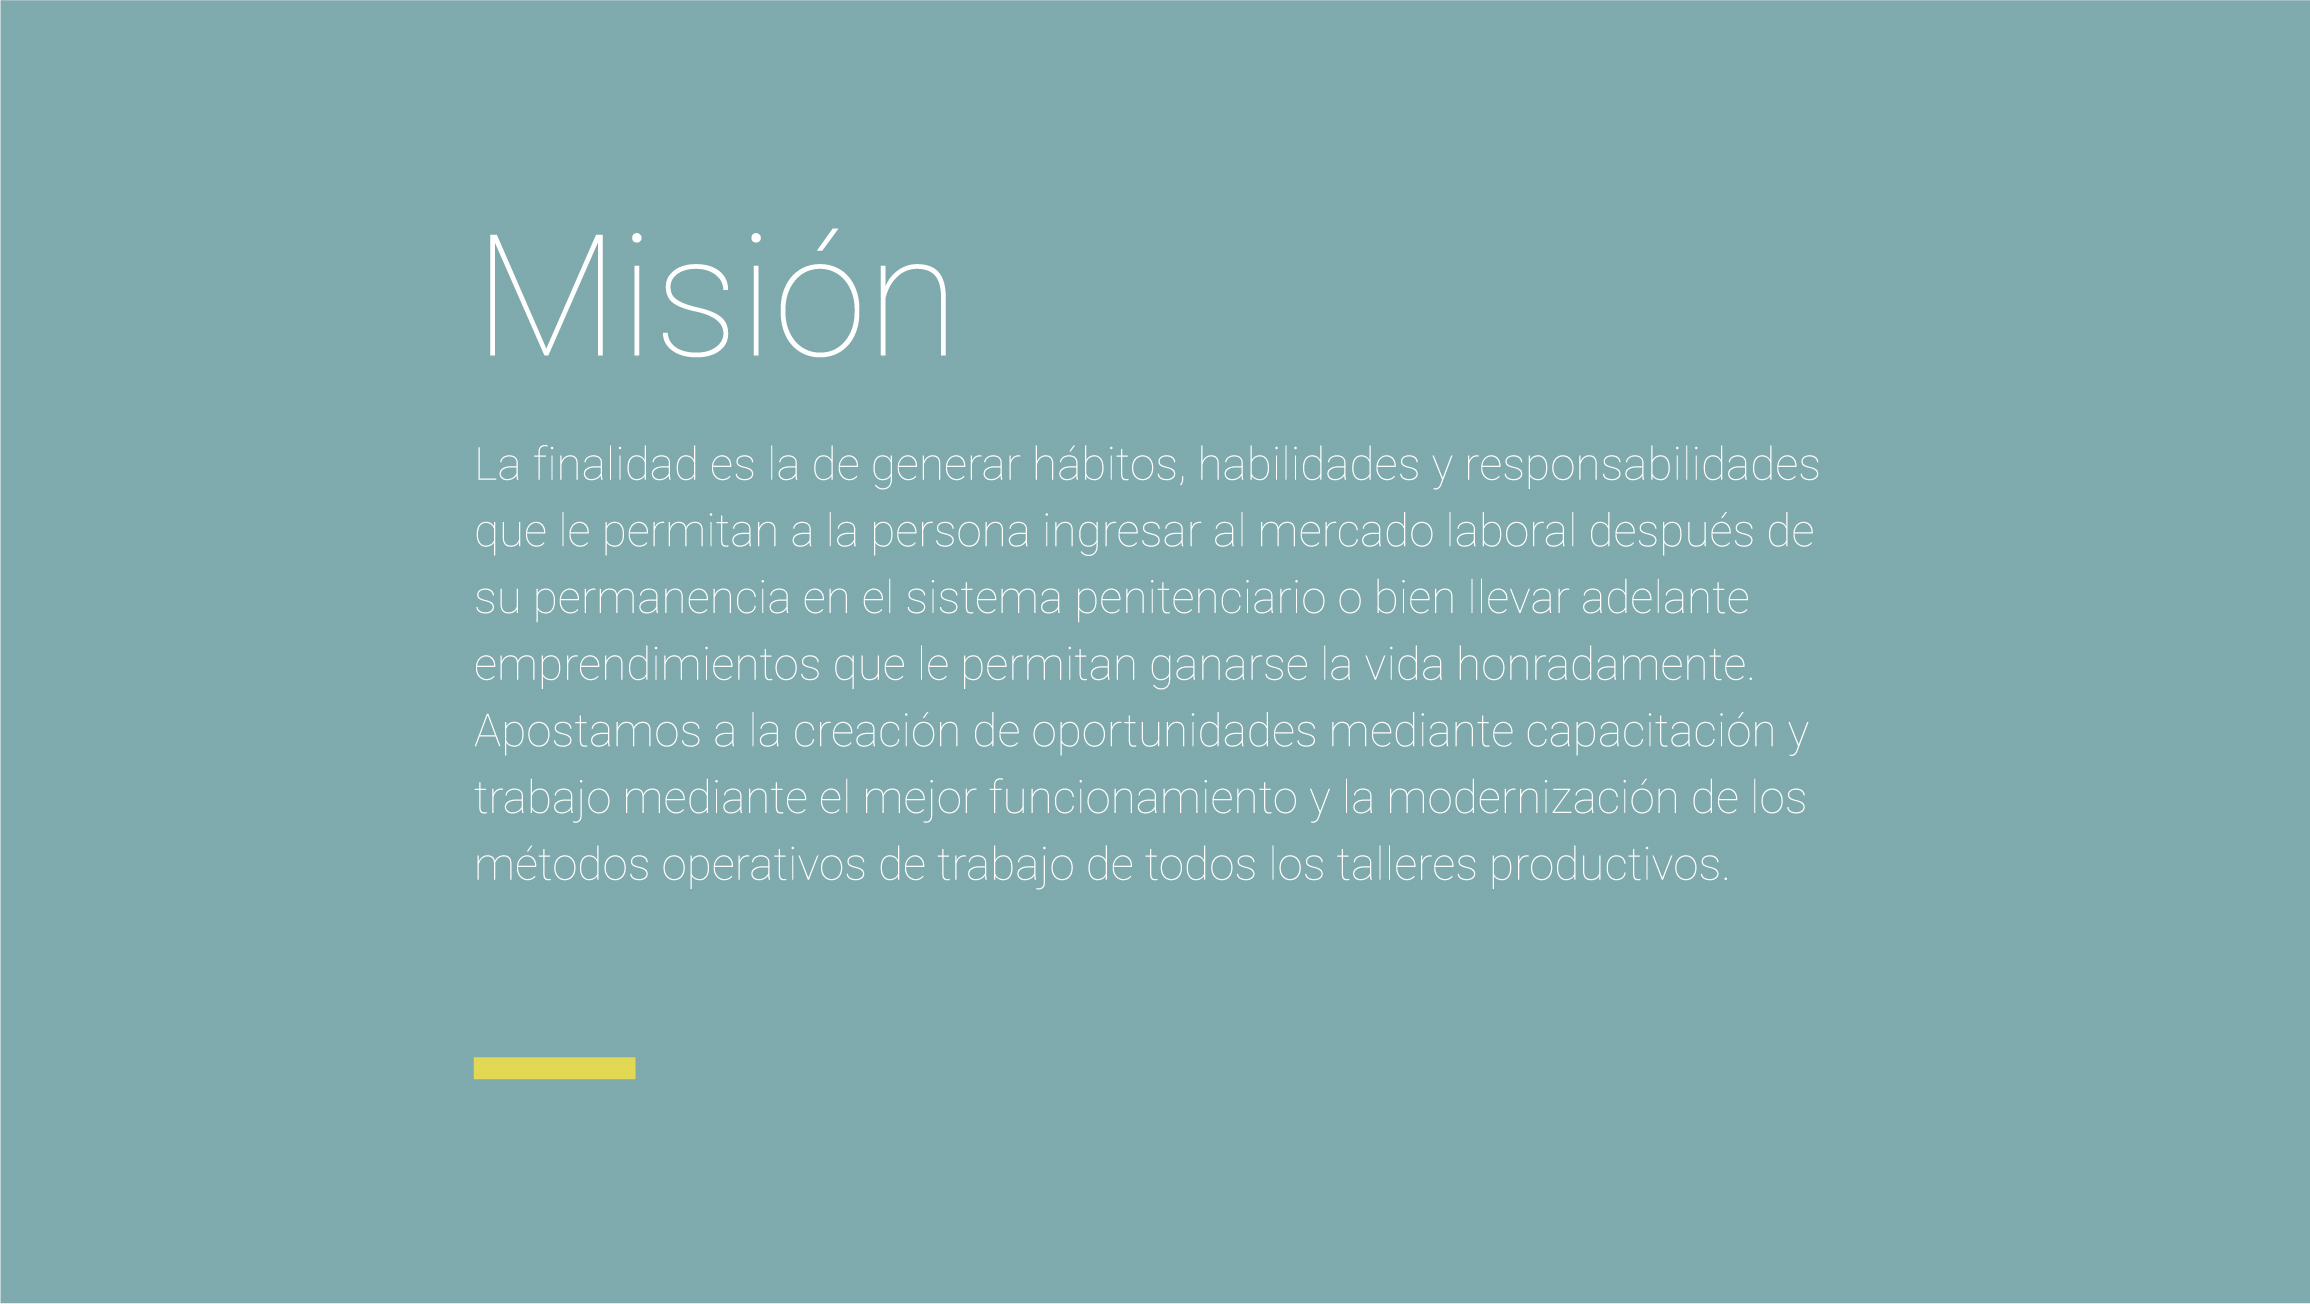 Misión
La finalidad es la de generar hábitos, habilidades y responsabilidades
que le permitan a la persona ingresar al mercado laboral después de
su permanencia en el sistema penitenciario o bien llevar adelante
emprendimientos que le permitan ganarse la vida honradamente.
Apostamos a la creación de oportunidades mediante capacitación y
trabajo mediante el mejor funcionamiento y la modernización de los
métodos operativos de trabajo de todos los talleres productivos.